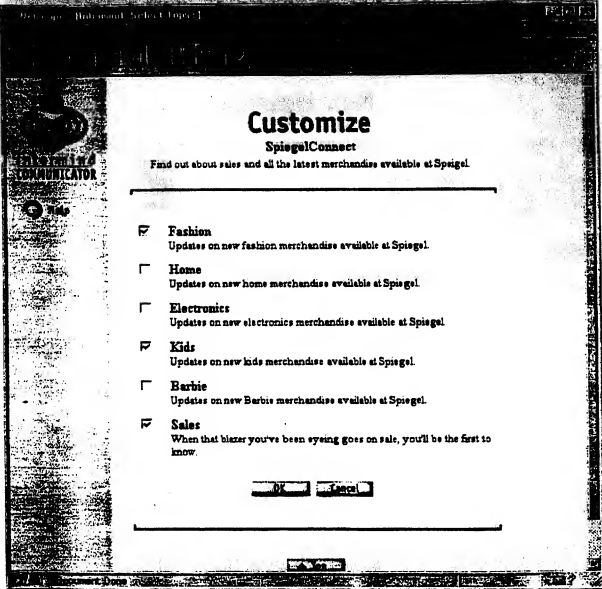 Customize
SpiegelConnect
Find out about sales and all the latest merchandise available at Speigel.
COMMUNICATOR
Help
Fashion
Updates on new fashion merchandise available at Spiegel.
Home
Updates on new home merchandise available at Spiegel.
Electronics
Updates on new electronics merchandise available at Spiegel
Kids
Updates on new kids merchandise available at Spiegel.
Barbie
Updates on new Barbie merchandise available at Spiegel.
Sales
When that blazer you've been eyeing goes on sale, you'll be the first to
know.
OK Cancel
Document: Done